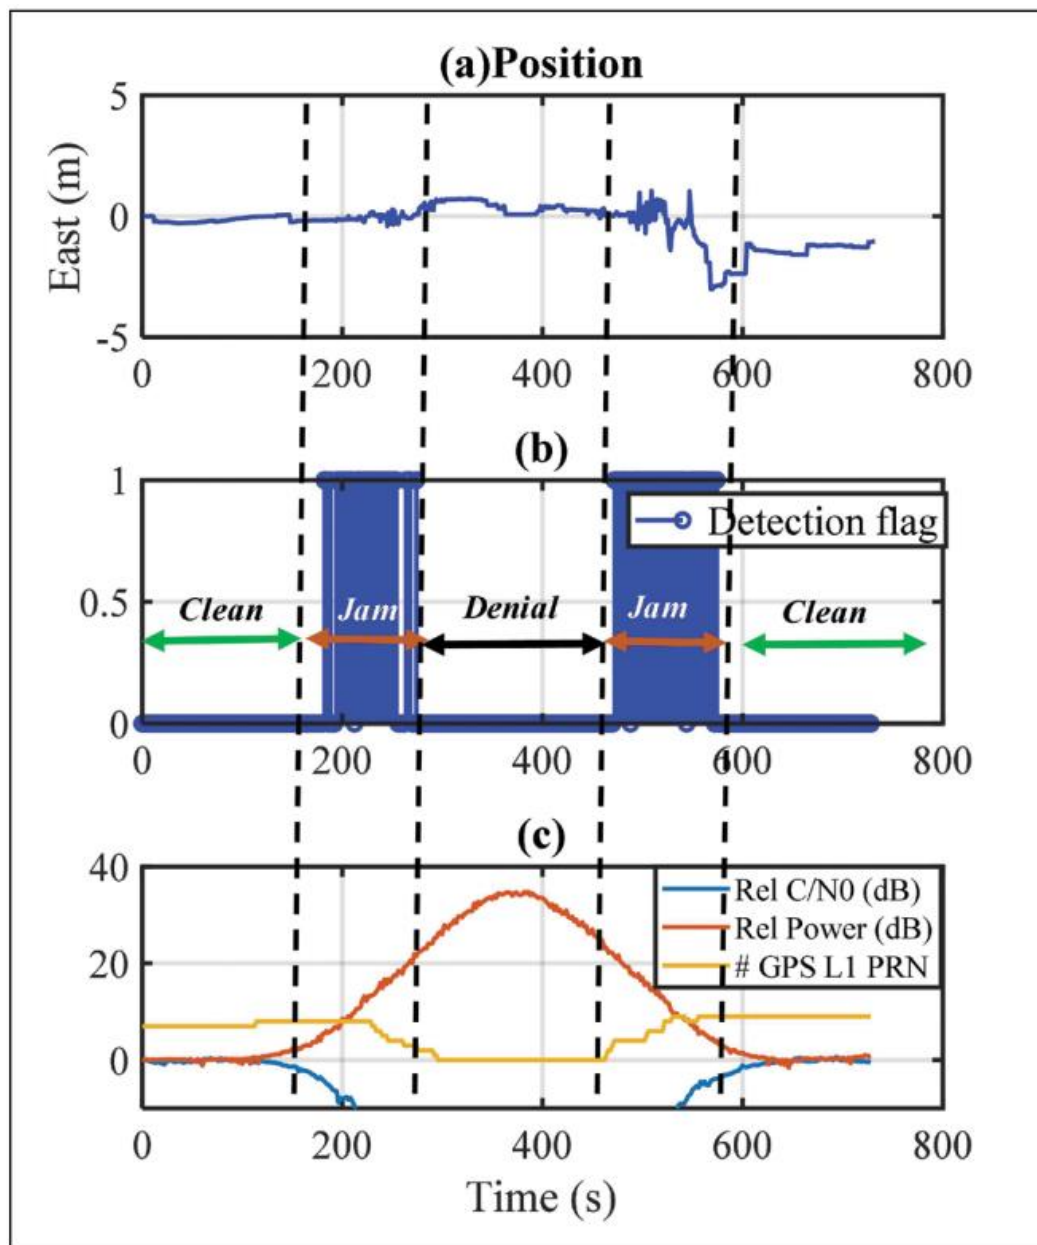 (a)Position
5
0
-5
East (m)
0 200 400 600 800
(b)
1
0.5
0
Detection flag
Clean Jam Denial Jam Clean
0 200 400 600 800
(c)
40
20
0
Rel C/N0 (dB)
Rel Power (dB)
# GPS L1 PRN
0 200 400 600 800
Time (s)